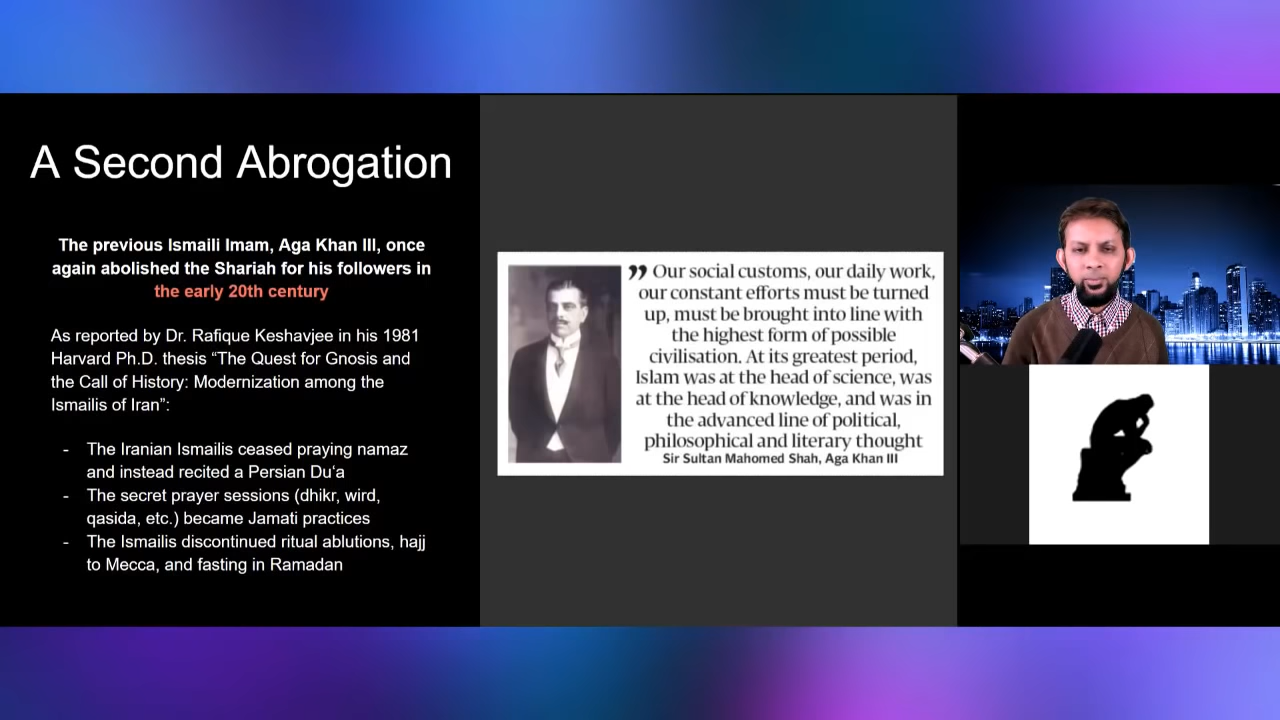 A Second Abrogation
The previous Ismaili Imam, Aga Khan III, once
again abolished the Shariah for his followers in
the early 20th century
As reported by Dr. Rafique Keshavjee in his 1981
Harvard Ph.D. thesis “The Quest for Gnosis and
the Call of History: Modernization among the
Ismailis of Iran”:
- The Iranian Ismailis ceased praying namaz
and instead recited a Persian Du‘a
- The secret prayer sessions (dhikr, wird,
qasida, etc.) became Jamati practices
- The Ismailis discontinued ritual ablutions, hajj
to Mecca, and fasting in Ramadan
” Our social customs, our daily work,
our constant efforts must be turned
up, must be brought into line with
the highest form of possible
civilisation. At its greatest period,
Islam was at the head of science, was
at the head of knowledge, and was in
the advanced line of political,
philosophical and literary thought
Sir Sultan Mahomed Shah, Aga Khan III